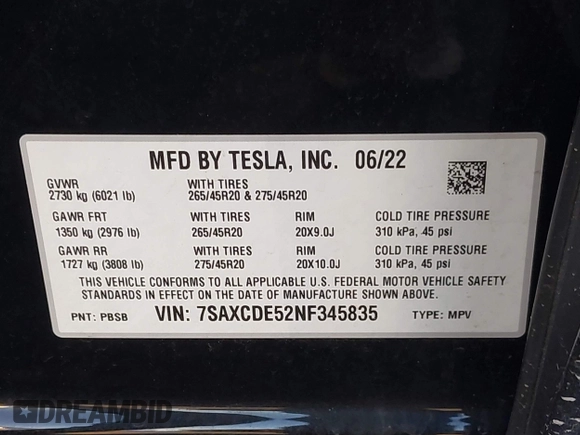 MFD BY TESLA, INC. 06/22
GVWR WITH TIRES
2730 kg (6021 lb) 265/45R20 & 275/45R20
GAWR FRT WITH TIRES RIM COLD TIRE PRESSURE
1350 kg (2976 lb) 265/45R20 20X9.0J 310 kPa, 45 psi
GAWR RR WITH TIRES RIM COLD TIRE PRESSURE
1727 kg (3808 lb) 275/45R20 20X10.0J 310 kPa, 45 psi
THIS VEHICLE CONFORMS TO ALL APPLICABLE U.S. FEDERAL MOTOR VEHICLE SAFETY
STANDARDS IN EFFECT ON THE DATE OF MANUFACTURE SHOWN ABOVE.
PNT: PBSB VIN: 7SAXCDE52NF345835 TYPE: MPV
DREAMBID